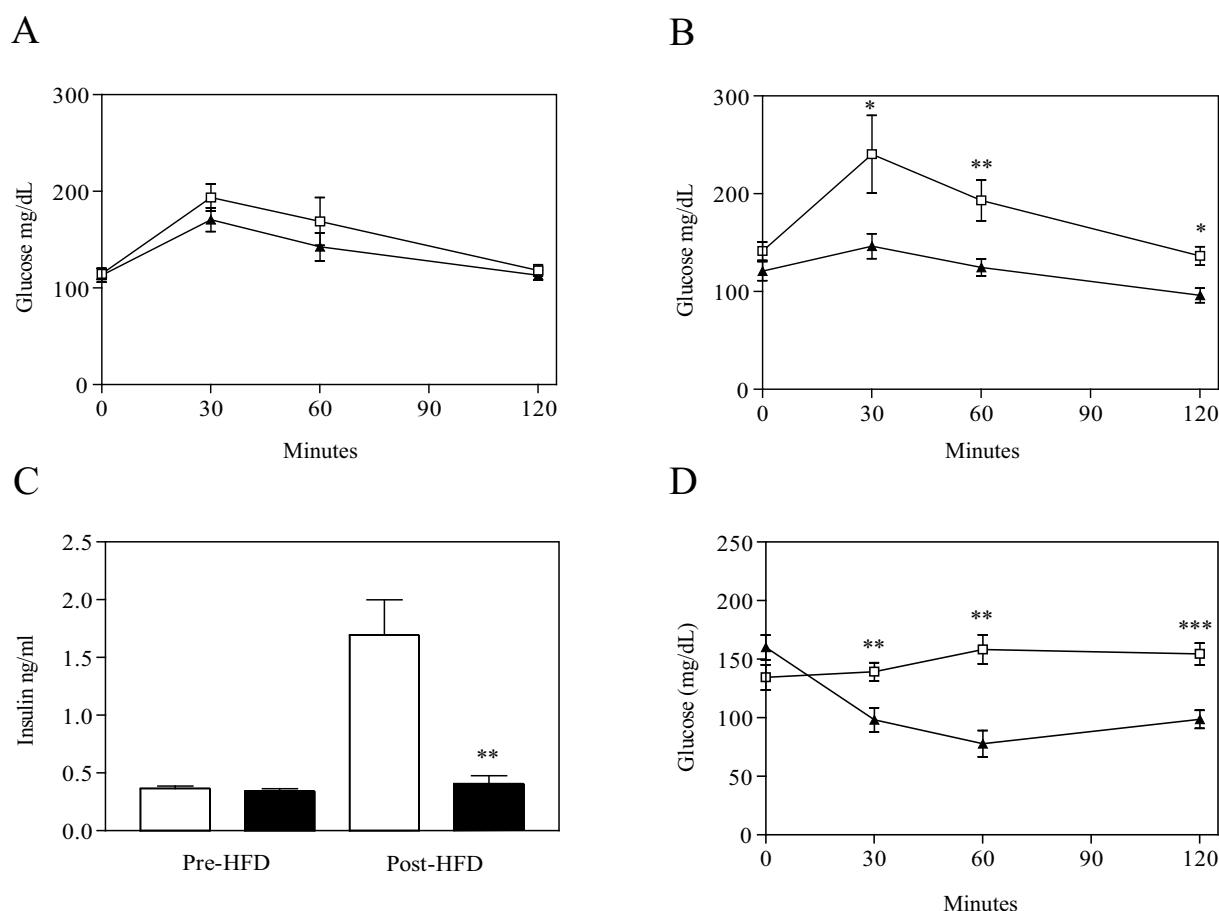 A
300
200
100
0
Glucose mg/dL
0 30 60 90 120
Minutes
B
300
200
100
0
Glucose mg/dL
*
**
*
0 30 60 90 120
Minutes
C
2.5
2.0
1.5
1.0
0.5
0.0
Insulin ng/ml
**
Pre-HFD Post-HFD
D
250
200
150
100
50
0
Glucose (mg/dL)
**
**
***
0 30 60 90 120
Minutes